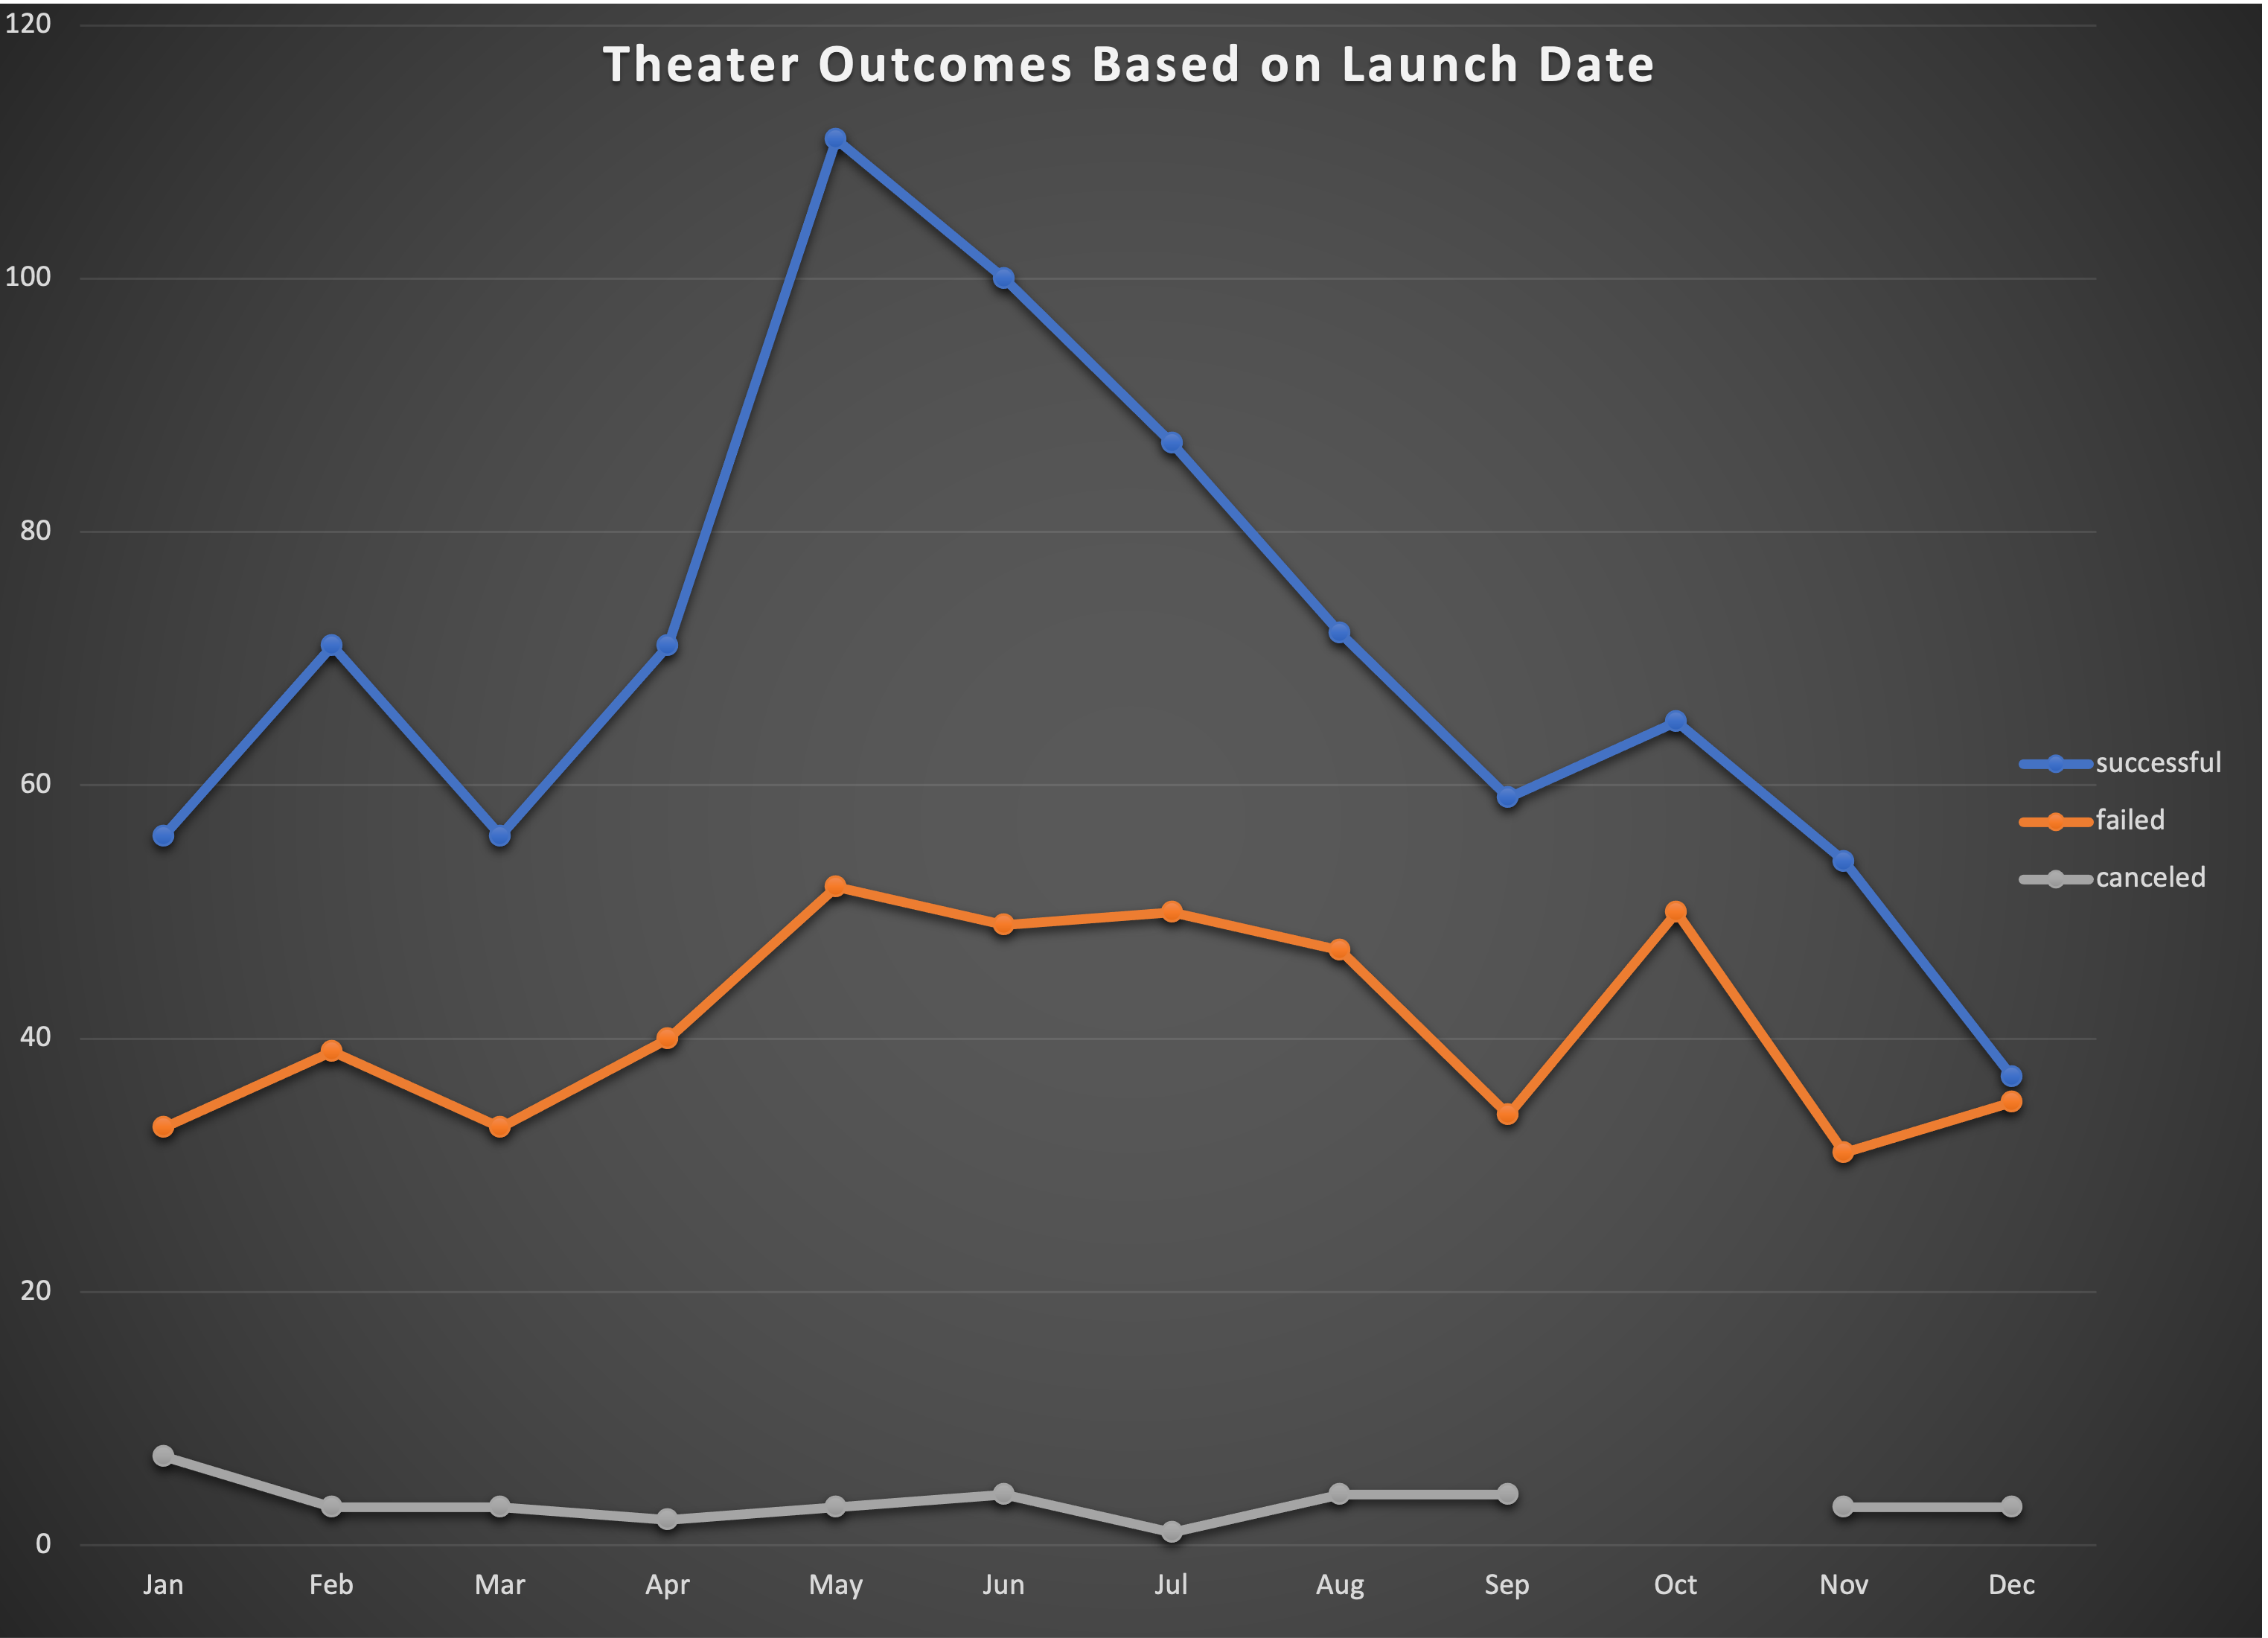 Theater Outcomes Based on Launch Date
120
100
80
60
40
20
0
successful
failed
canceled
Jan Feb Mar Apr May Jun Jul Aug Sep Oct Nov Dec